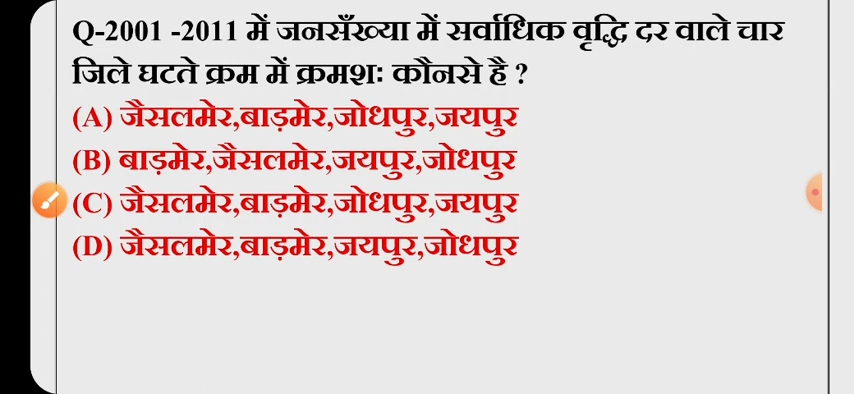 Q-2001 -2011 में जनसँख्या में सर्वाधिक वृद्धि दर वाले चार
जिले घटते क्रम में क्रमशः कौनसे है ?
(A) जैसलमेर,बाड़मेर,जोधपुर,जयपुर
(B) बाड़मेर,जैसलमेर,जयपुर,जोधपुर
(C) जैसलमेर,बाड़मेर,जोधपुर,जयपुर
(D) जैसलमेर,बाड़मेर,जयपुर,जोधपुर